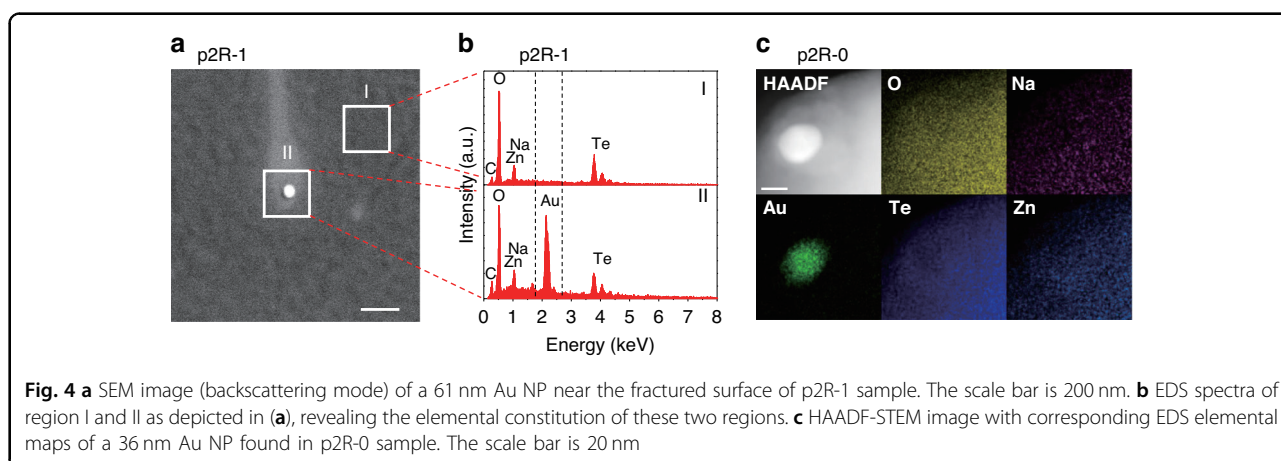 a
p2R-1
I
II
b
p2R-1
Intensity (a.u.)
O
I
Na
Zn
C
Te
O
Au
II
Na
Zn
C
Te
0 1 2 3 4 5 6 7 8
Energy (keV)
c
p2R-0
HAADF
O
Na
Au
Te
Zn
Fig. 4 a SEM image (backscattering mode) of a 61 nm Au NP near the fractured surface of p2R-1 sample. The scale bar is 200 nm. b EDS spectra of
region I and II as depicted in (a), revealing the elemental constitution of these two regions. c HAADF-STEM image with corresponding EDS elemental
maps of a 36 nm Au NP found in p2R-0 sample. The scale bar is 20 nm